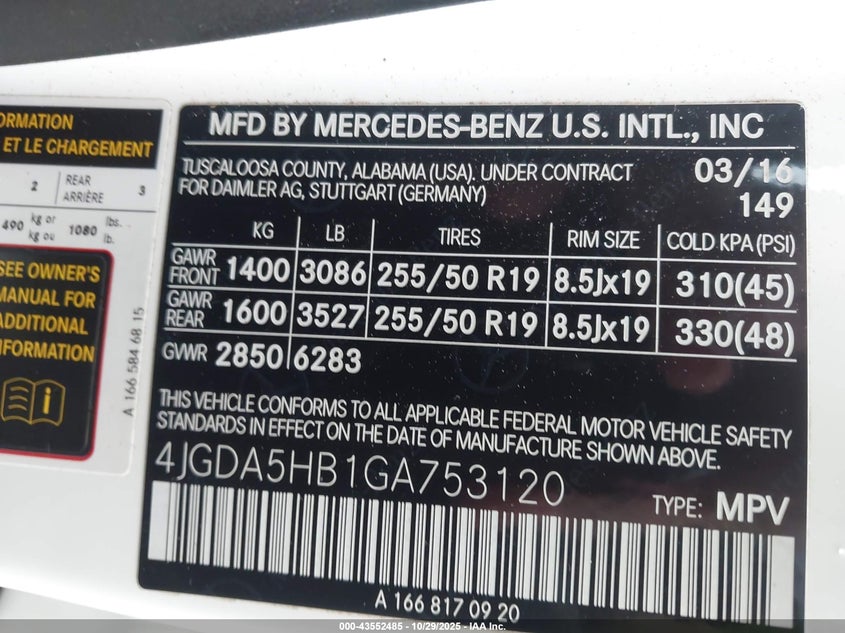 ORMATION
ET LE CHARGEMENT
2 REAR ARRIÈRE 3
490 kg or kg ou 1080 lbs. lb.
SEE OWNER'S
MANUAL FOR
ADDITIONAL
INFORMATION
A 166 584 68 15
MFD BY MERCEDES-BENZ U.S. INTL., INC
TUSCALOOSA COUNTY, ALABAMA (USA). UNDER CONTRACT
FOR DAIMLER AG, STUTTGART (GERMANY)
03/16
149
KG LB TIRES RIM SIZE COLD KPA (PSI)
GAWR FRONT 1400 3086 255/50 R19 8.5Jx19 310(45)
GAWR REAR 1600 3527 255/50 R19 8.5Jx19 330(48)
GVWR 2850 6283
THIS VEHICLE CONFORMS TO ALL APPLICABLE FEDERAL MOTOR VEHICLE SAFETY
STANDARDS IN EFFECT ON THE DATE OF MANUFACTURE SHOWN ABOVE.
4JGDA5HB1GA753120
TYPE: MPV
A 166 817 09 20
000-43552485 - 10/29/2025 - IAA Inc.